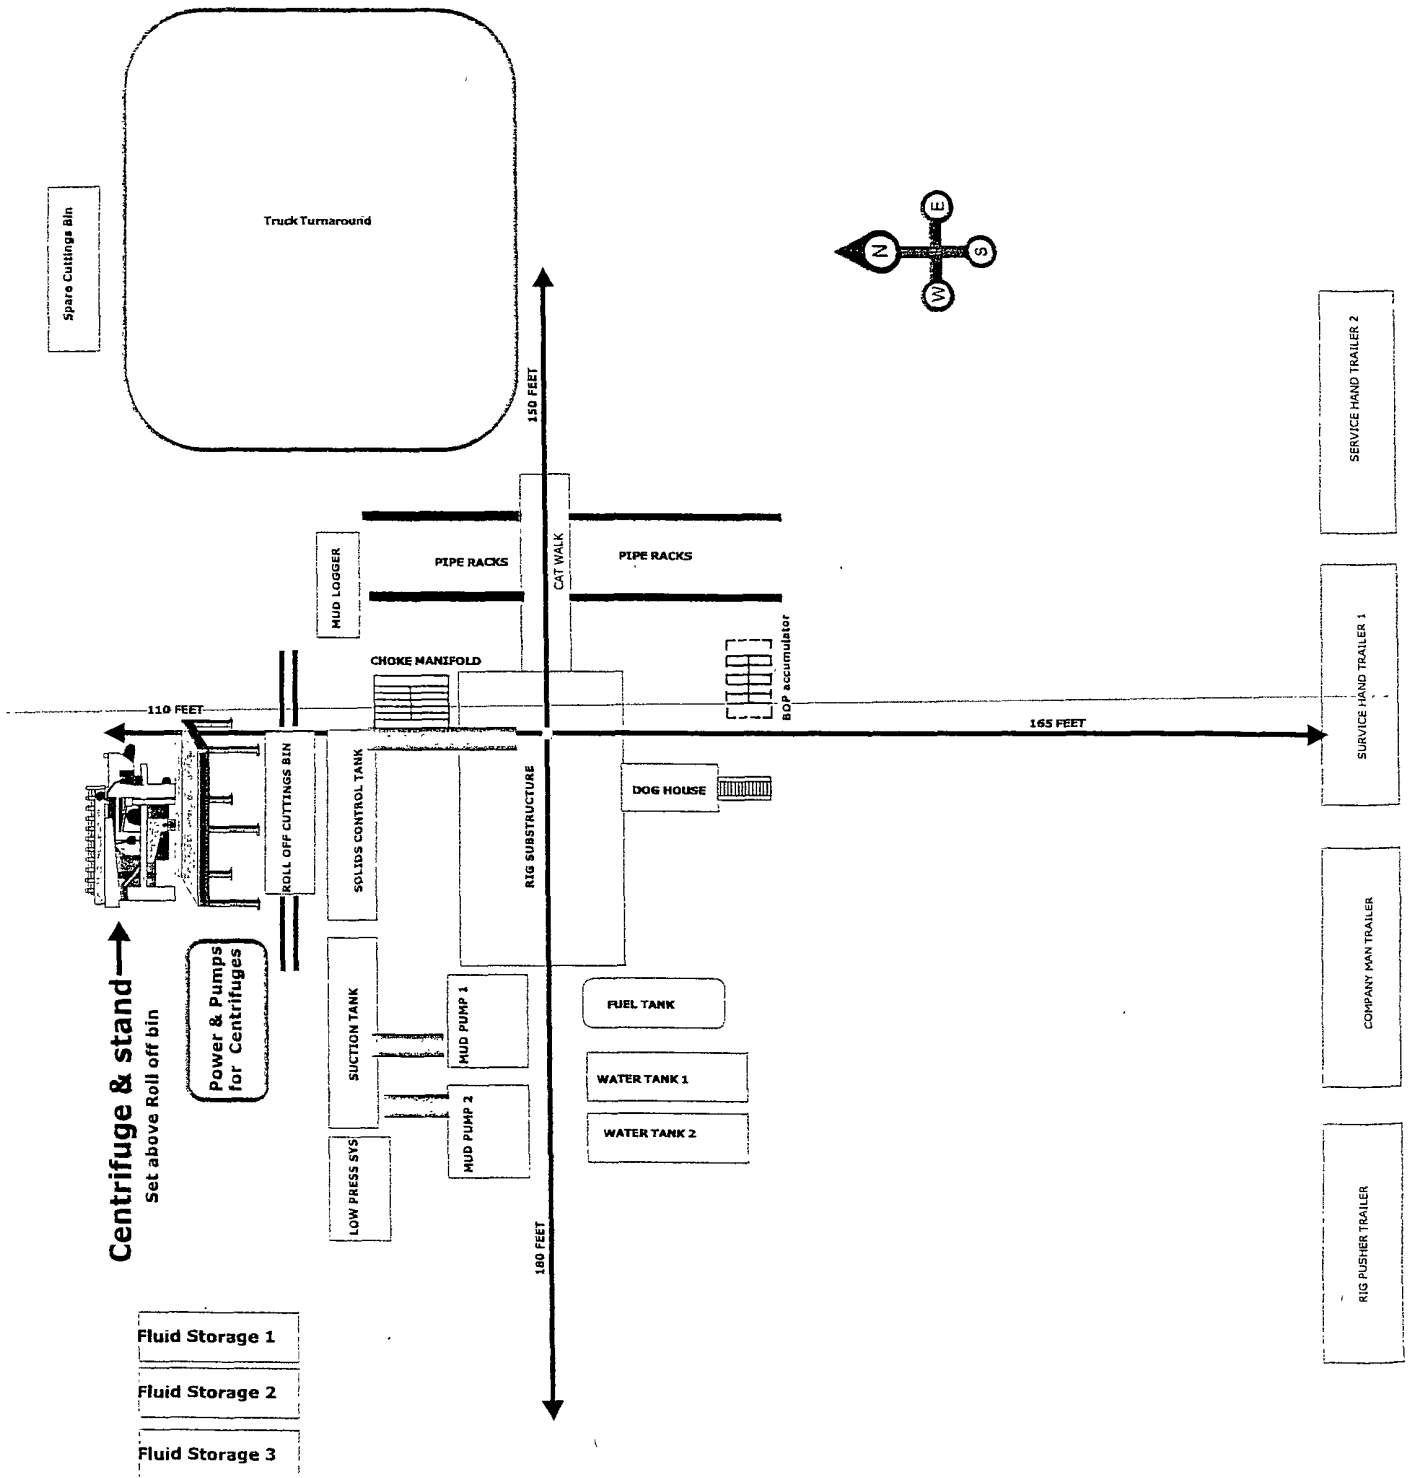 Spare Cuttings Bin
Truck Turnaround
N
E
S
W
150 FEET
SERVICE HAND TRAILER 2
MUD LOGGER
PIPE RACKS
CAT WALK
PIPE RACKS
CHOKE MANIFOLD
BOP accumulator
SURVICE HAND TRAILER 1
110 FEET
165 FEET
ROLL OFF CUTTINGS BIN
SOLIDS CONTROL TANK
RIG SUBSTRUCTURE
DOG HOUSE
Centrifuge & stand
Set above Roll off bin
Power & Pumps
for Centrifuges
SUCTION TANK
MUD PUMP 1
FUEL TANK
COMPANY MAN TRAILER
WATER TANK 1
MUD PUMP 2
WATER TANK 2
LOW PRESS SYS
180 FEET
RIG PUSHER TRAILER
Fluid Storage 1
Fluid Storage 2
Fluid Storage 3